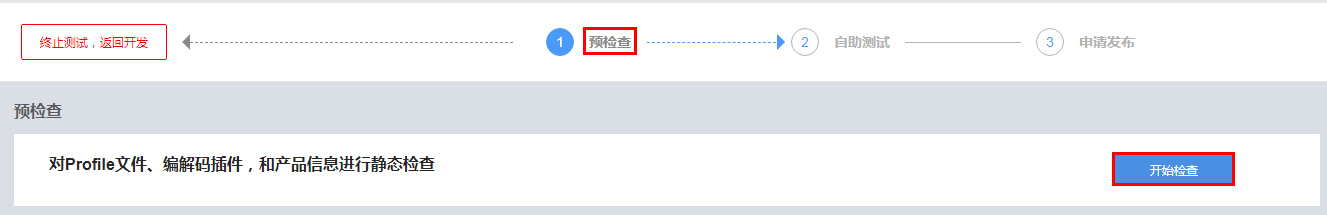 终止测试，返回开发
1 预检查
2 自助测试
3 申请发布
预检查
对Profile文件、编解码插件，和产品信息进行静态检查
开始检查